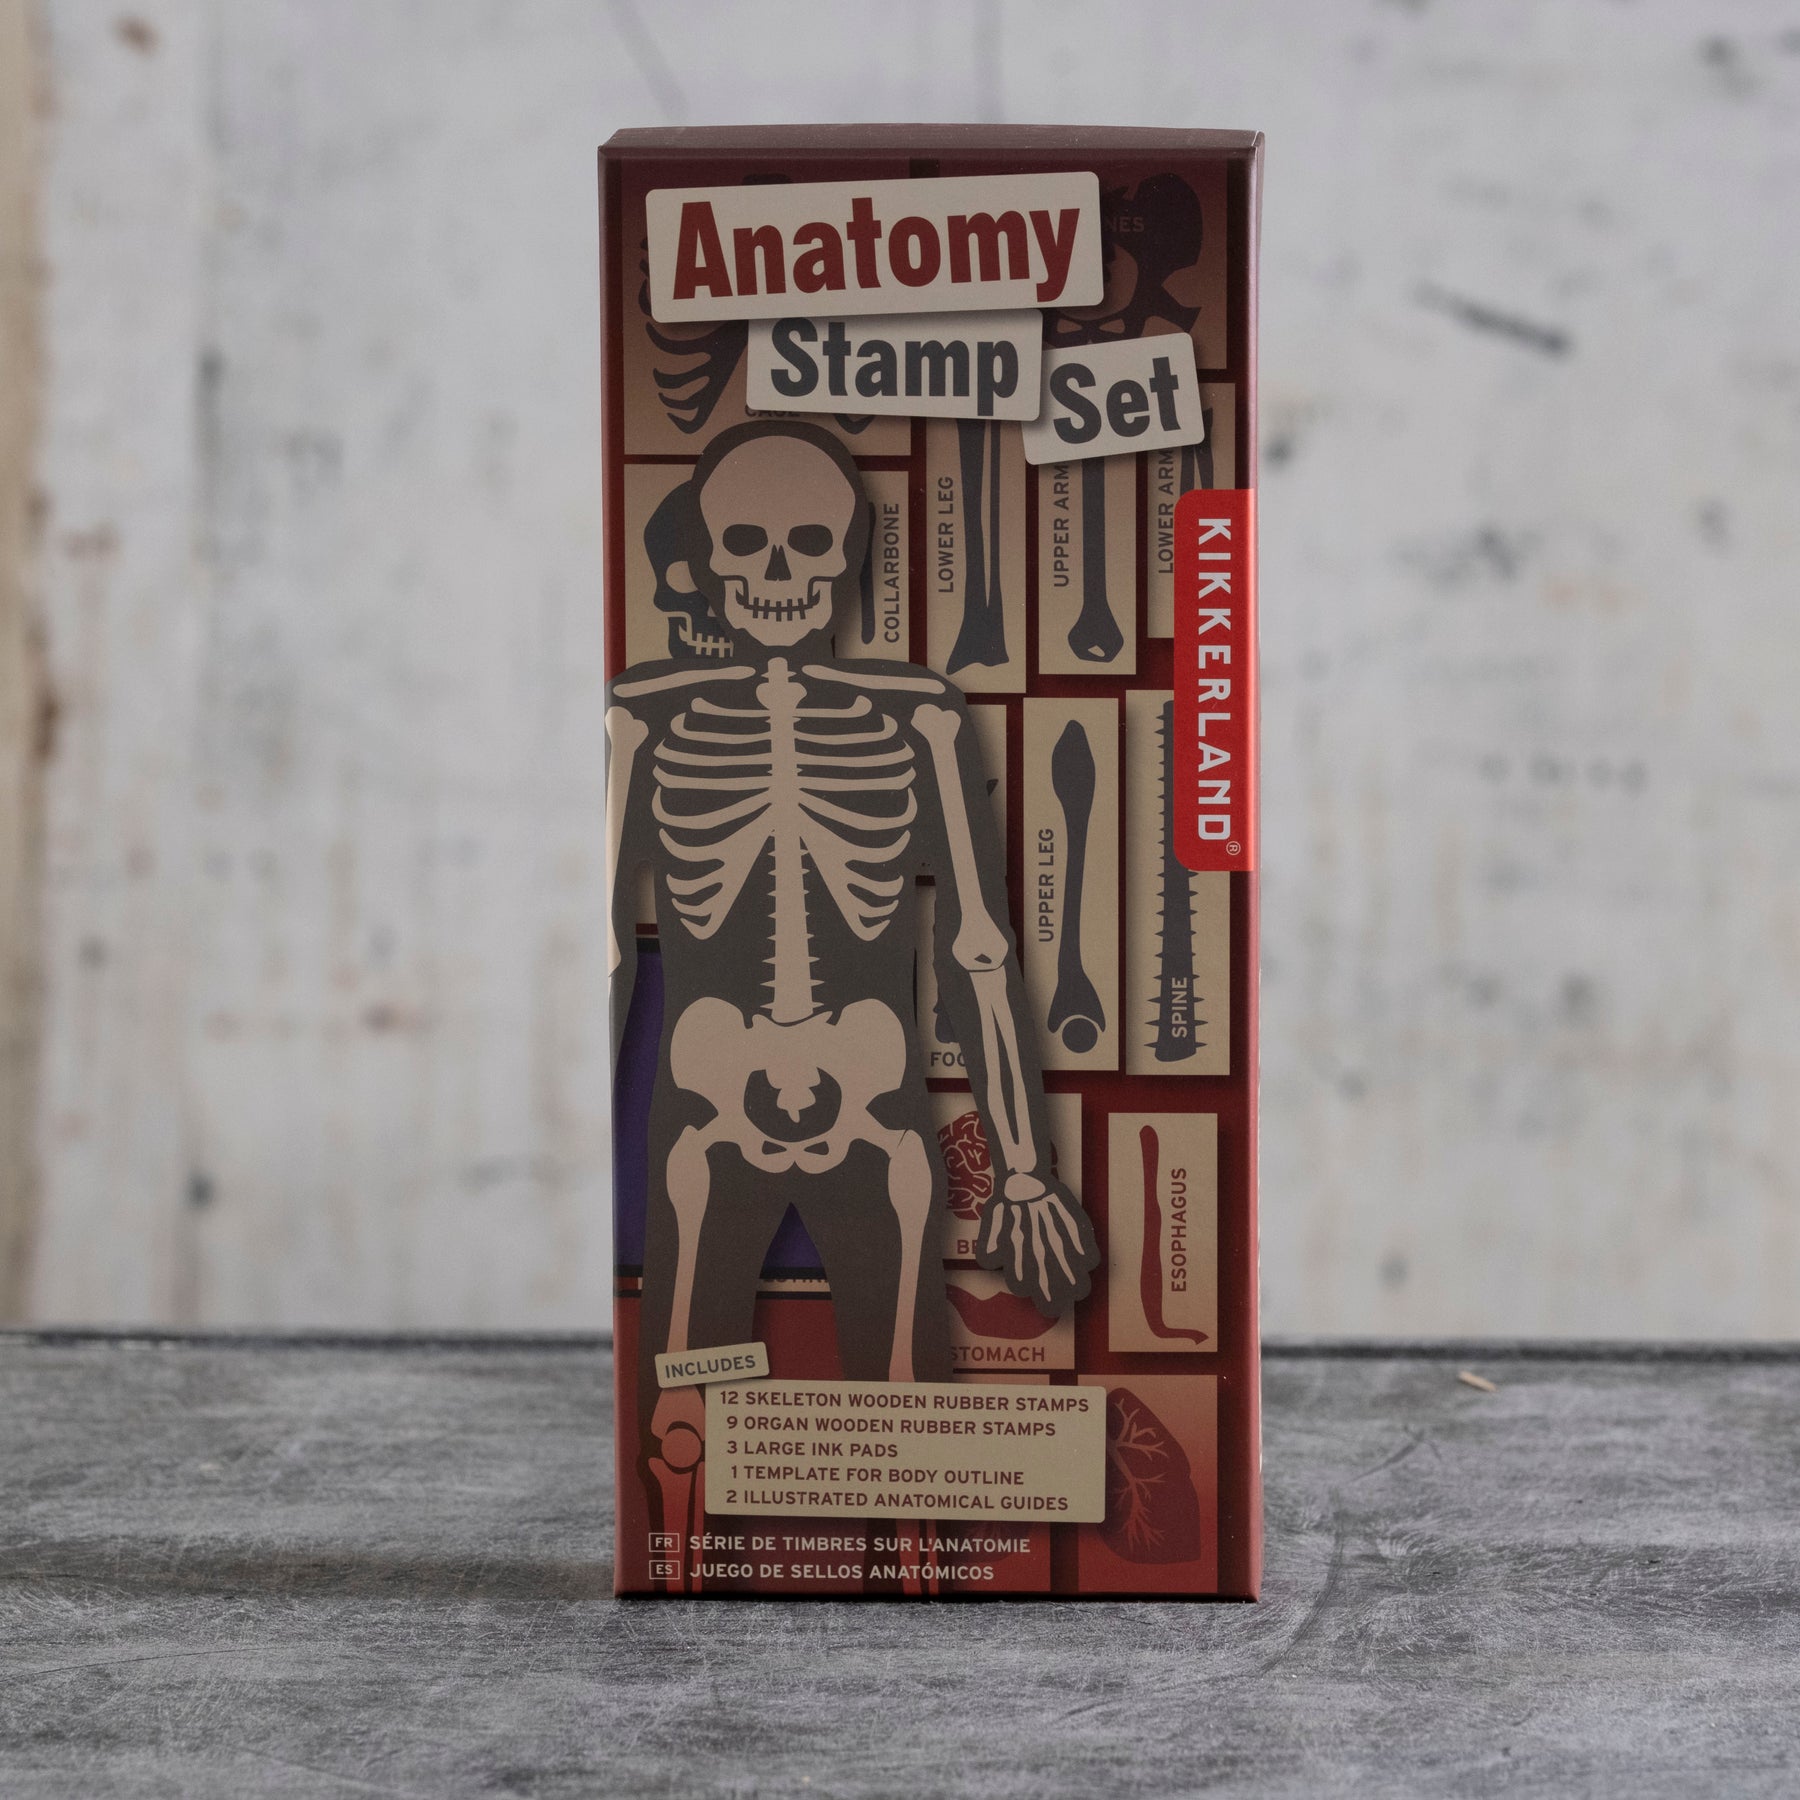 Anatomy
Stamp
Set
COLLARBONE
LOWER LEG
UPPER ARM
LOWER ARM
KIKKERLAND®
UPPER LEG
SPINE
ESOPHAGUS
STOMACH
INCLUDES
12 SKELETON WOODEN RUBBER STAMPS
9 ORGAN WOODEN RUBBER STAMPS
3 LARGE INK PADS
1 TEMPLATE FOR BODY OUTLINE
2 ILLUSTRATED ANATOMICAL GUIDES
FR SÉRIE DE TIMBRES SUR L'ANATOMIE
ES JUEGO DE SELLOS ANATÓMICOS